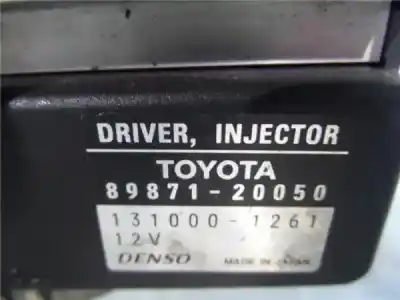 DRIVER, INJECTOR
TOYOTA
89871-20050
131000-1261
12V
DENSO MADE IN JAPAN